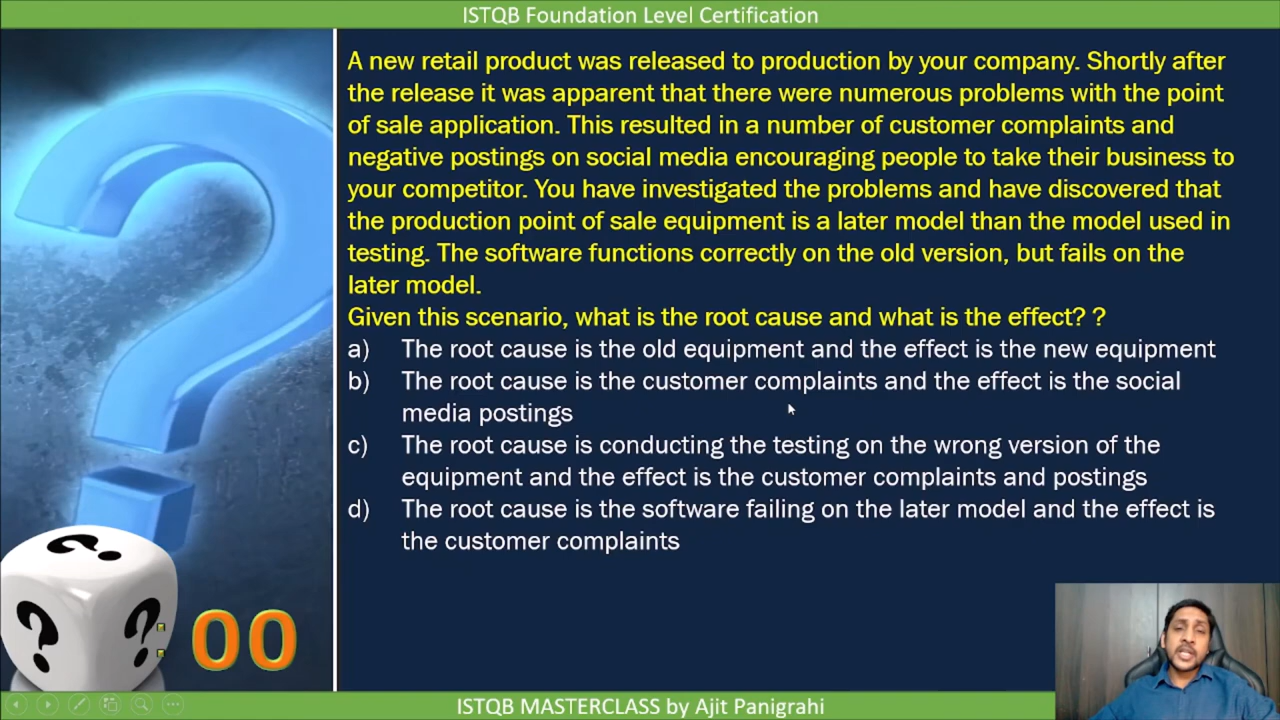 ISTQB Foundation Level Certification
A new retail product was released to production by your company. Shortly after
the release it was apparent that there were numerous problems with the point
of sale application. This resulted in a number of customer complaints and
negative postings on social media encouraging people to take their business to
your competitor. You have investigated the problems and have discovered that
the production point of sale equipment is a later model than the model used in
testing. The software functions correctly on the old version, but fails on the
later model.
Given this scenario, what is the root cause and what is the effect? ?
a) The root cause is the old equipment and the effect is the new equipment
b) The root cause is the customer complaints and the effect is the social
media postings
c) The root cause is conducting the testing on the wrong version of the
equipment and the effect is the customer complaints and postings
d) The root cause is the software failing on the later model and the effect is
the customer complaints
00
ISTQB MASTERCLASS by Ajit Panigrahi